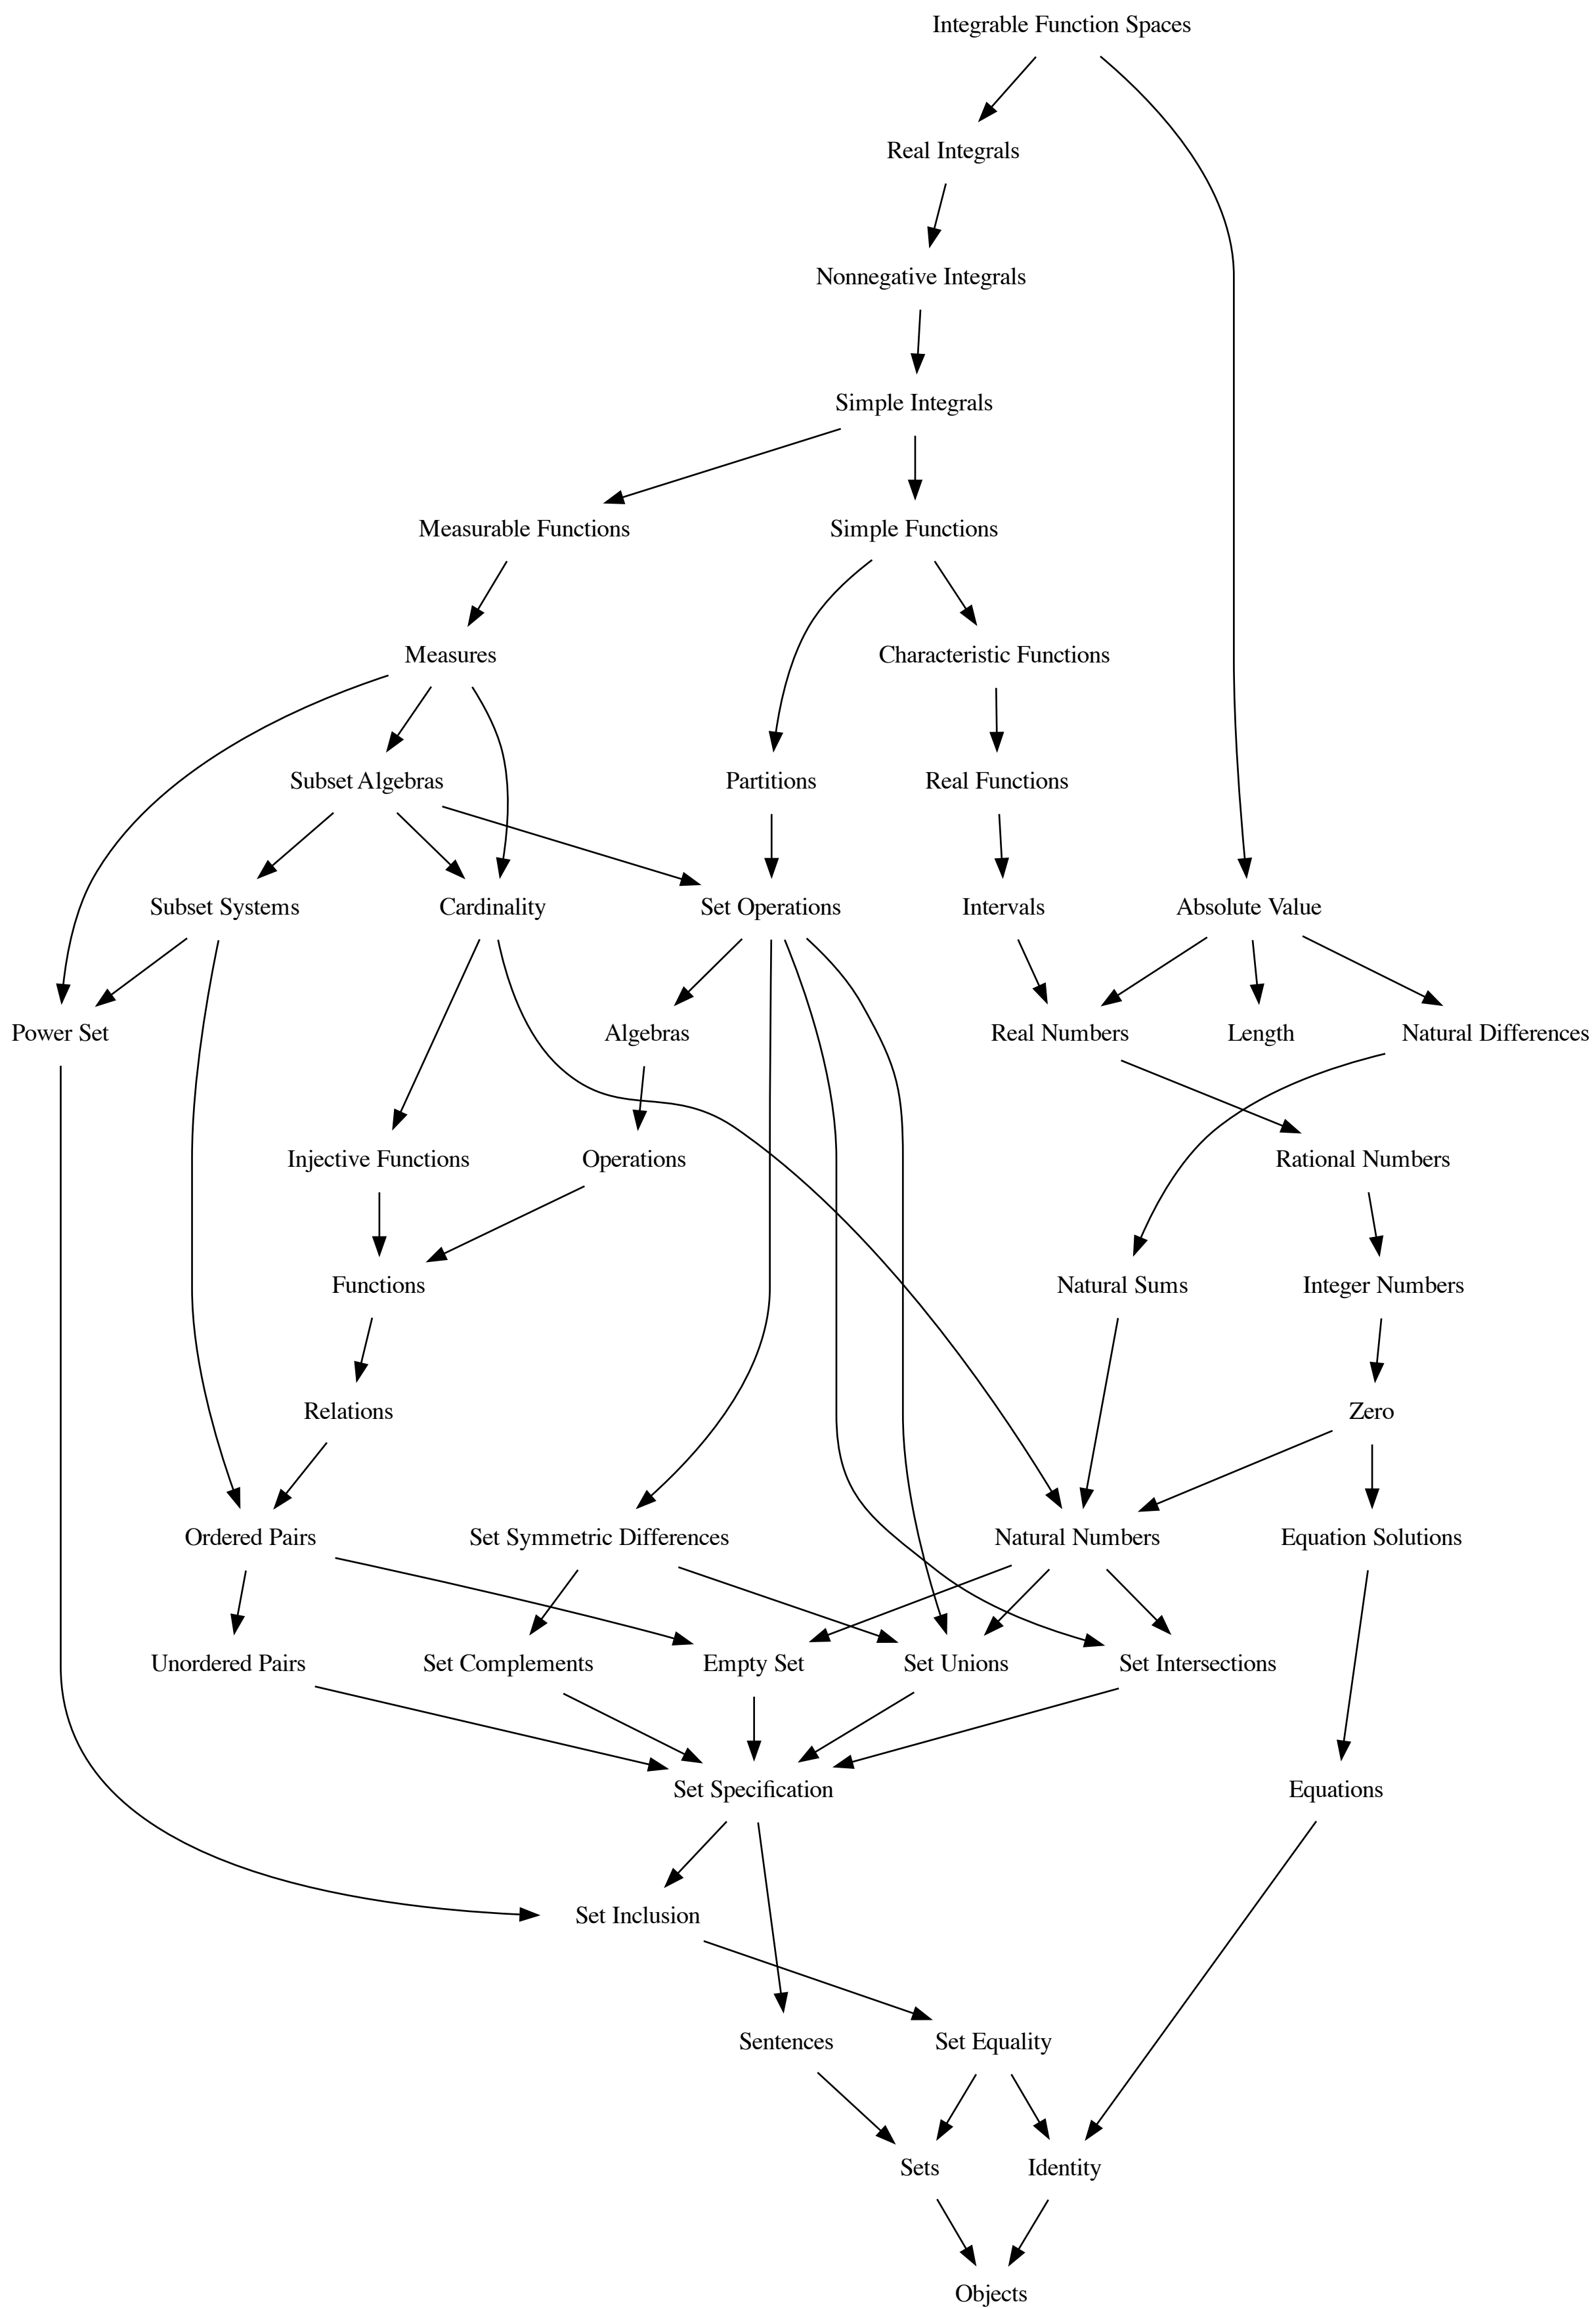 Integrable Function Spaces
Real Integrals
Nonnegative Integrals
Simple Integrals
Measurable Functions
Simple Functions
Measures
Characteristic Functions
Subset Algebras
Partitions
Real Functions
Subset Systems
Cardinality
Set Operations
Intervals
Absolute Value
Power Set
Algebras
Real Numbers
Length
Natural Differences
Injective Functions
Operations
Rational Numbers
Functions
Natural Sums
Integer Numbers
Relations
Zero
Ordered Pairs
Set Symmetric Differences
Natural Numbers
Equation Solutions
Unordered Pairs
Set Complements
Empty Set
Set Unions
Set Intersections
Set Specification
Equations
Set Inclusion
Sentences
Set Equality
Sets
Identity
Objects